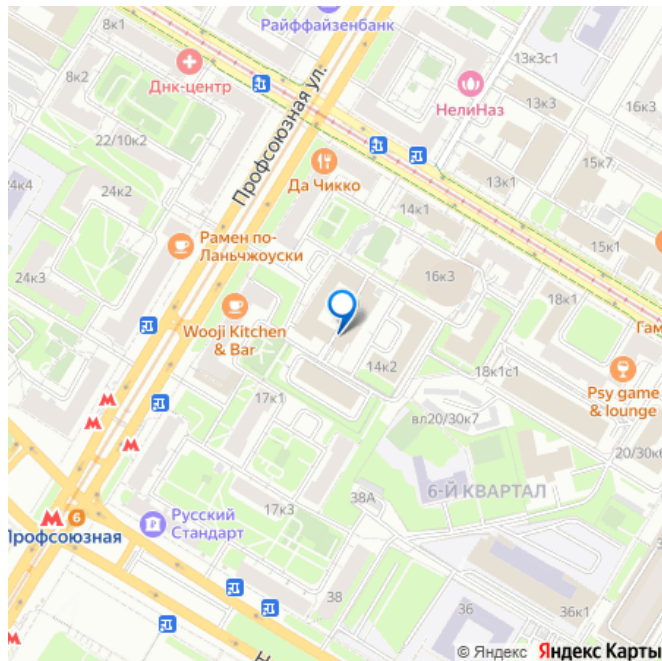 8к1
Райффайзенбанк
8к2
Днк-центр
Профсоюзная ул.
13к3с1
НелиНаз
13к3
16к3
22/10к2
15к7
24к4
24к2
Да Чикко
13к1
14к1
Рамен по-
Ланьчжоуски
15к1
24к3
16к3
18к1
Wooji Kitchen
& Bar
Гам
14к2
18к1с1
Psy game
& lounge
17к1
вл20/30к7
20/30к6
38А
6-Й КВАРТАЛ
17к3
6
Русский
Стандарт
Профсоюзная
38
36
36к1
Н
© Яндекс Яндекс Карты